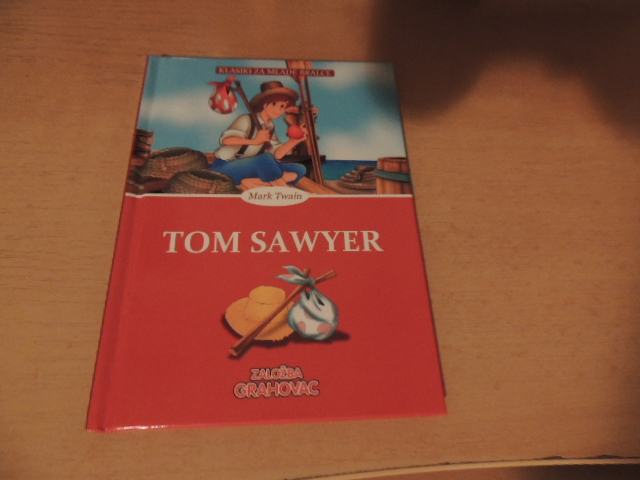 KLASIKI ZA MLADE BRALCE
Mark Twain
TOM SAWYER
ZALOŽBA
GRAHOVAC